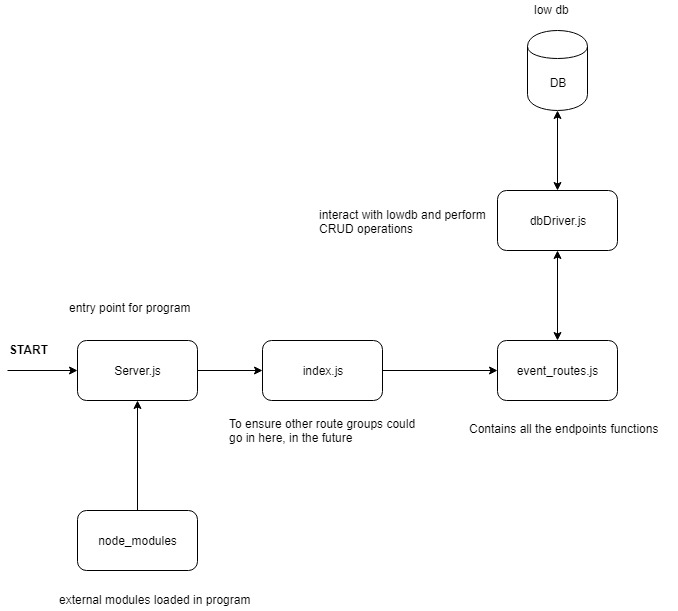 low db
DB
interact with lowdb and perform
CRUD operations
dbDriver.js
entry point for program
START
Server.js
index.js
event_routes.js
To ensure other route groups could
go in here, in the future
Contains all the endpoints functions
node_modules
external modules loaded in program